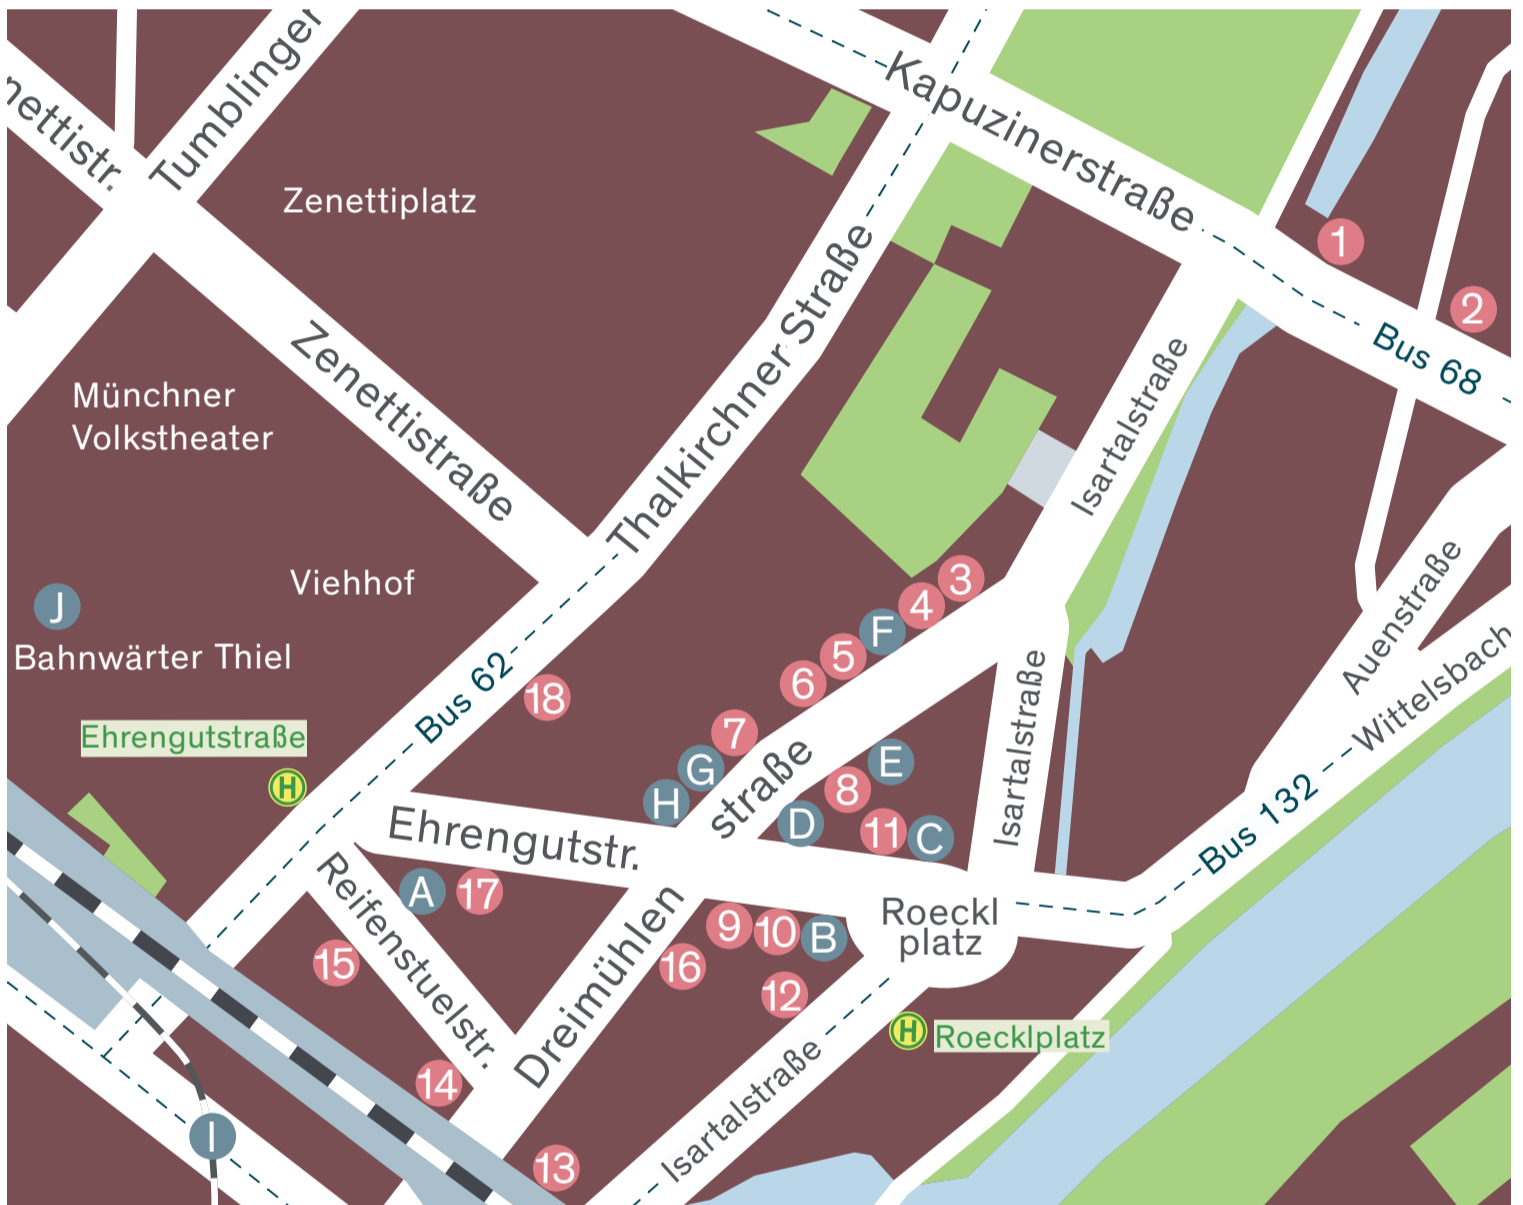 Tumblinger
Kapuzinerstraße
nettistr.
Zenettiplatz
1
2
Bus 68
Zenettistraße
Thalkirchner Straße
Isartalstraße
Münchner
Volkstheater
Viehhof
J
Bahnwärter Thiel
Ehrengutstraße
H
Bus 62
18
3
4
F
5
6
7
G
H
Auenstraße
Wittelsbach
Isartalstraße
straße
E
8
D
11
C
Bus 132
Ehrengutstr.
A
17
Reifenstuelstr.
15
Dreimühlen
9
10
B
16
12
Roeckl
platz
H
Roecklplatz
Isartalstraße
14
I
13